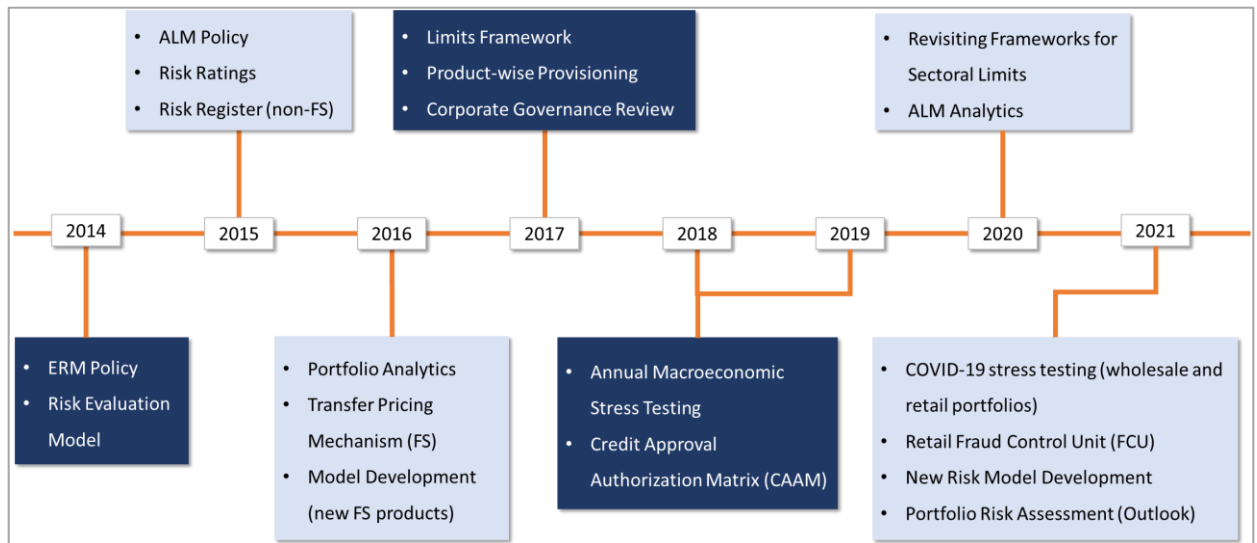 • ALM Policy
• Risk Ratings
• Risk Register (non-FS)
• Limits Framework
• Product-wise Provisioning
• Corporate Governance Review
• Revisiting Frameworks for
Sectoral Limits
• ALM Analytics
2014
2015
2016
2017
2018
2019
2020
2021
• ERM Policy
• Risk Evaluation
Model
• Portfolio Analytics
• Transfer Pricing
Mechanism (FS)
• Model Development
(new FS products)
• Annual Macroeconomic
Stress Testing
• Credit Approval
Authorization Matrix (CAAM)
• COVID-19 stress testing (wholesale and
retail portfolios)
• Retail Fraud Control Unit (FCU)
• New Risk Model Development
• Portfolio Risk Assessment (Outlook)